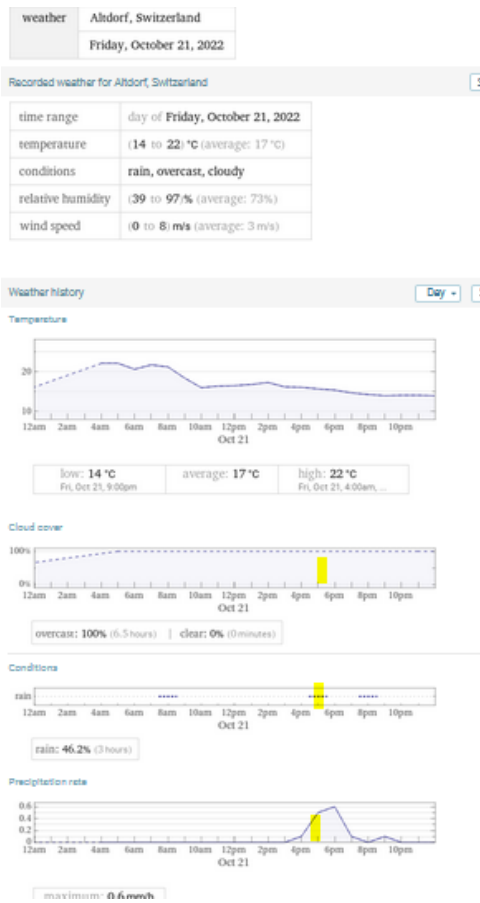 weather
Altdorf, Switzerland
Friday, October 21, 2022
Recorded weather for Altdorf, Switzerland
time range day of Friday, October 21, 2022
temperature (14 to 22) °C (average: 17 °C)
conditions rain, overcast, cloudy
relative humidity (39 to 97)% (average: 73%)
wind speed (0 to 8) m/s (average: 3 m/s)
Weather history Day
Temperature
20
10
12am 2am 4am 6am 8am 10am 12pm 2pm 4pm 6pm 8pm 10pm
Oct 21
low: 14 °C average: 17 °C high: 22 °C
Fri, Oct 21, 9:00pm Fri, Oct 21, 4:00am, ...
Cloud cover
100%
0%
12am 2am 4am 6am 8am 10am 12pm 2pm 4pm 6pm 8pm 10pm
Oct 21
overcast: 100% (6.5 hours) | clear: 0% (0 minutes)
Conditions
rain
12am 2am 4am 6am 8am 10am 12pm 2pm 4pm 6pm 8pm 10pm
Oct 21
rain: 46.2% (3 hours)
Precipitation rate
0.6
0.4
0.2
0
12am 2am 4am 6am 8am 10am 12pm 2pm 4pm 6pm 8pm 10pm
Oct 21
maximum: 0.6 mm/h